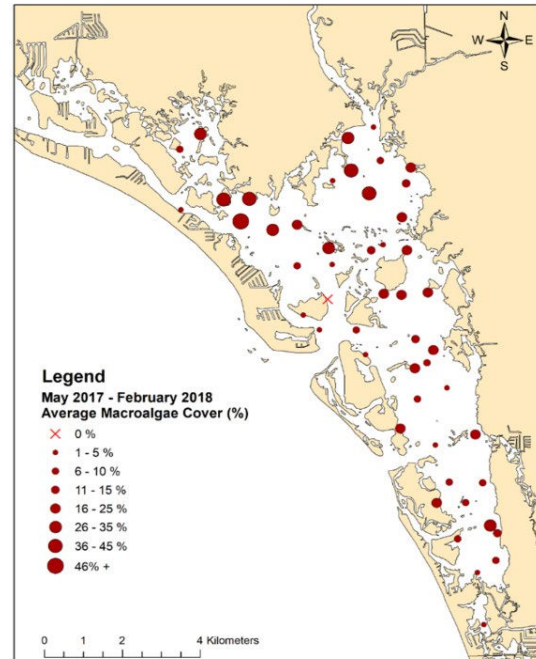 N
W E
S
Legend
May 2017 - February 2018
Average Macroalgae Cover (%)
0 %
1 - 5 %
6 - 10 %
11 - 15 %
16 - 25 %
26 - 35 %
36 - 45 %
46% +
0 1 2 4 Kilometers